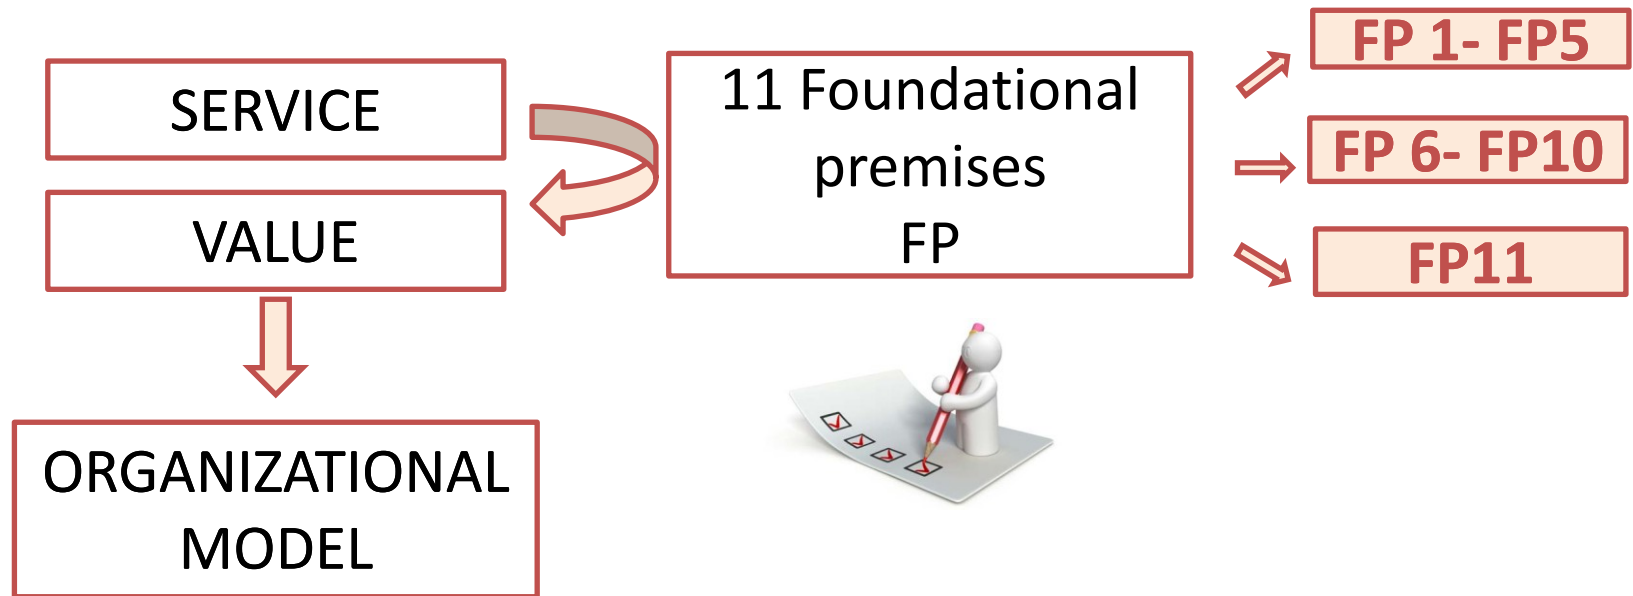 SERVICE
VALUE
ORGANIZATIONAL
MODEL
11 Foundational
premises
FP
FP 1- FP5
FP 6- FP10
FP11